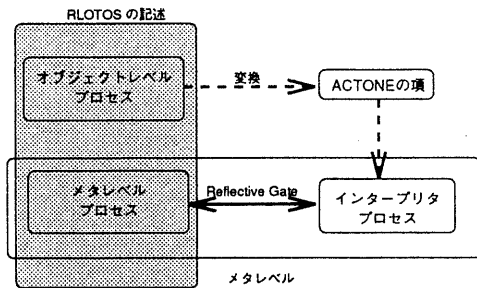 RLOTOS の記述
オブジェクトレベル
プロセス
変換
ACTONEの項
メタレベル
プロセス
Reflective Gate
インタープリタ
プロセス
メタレベル